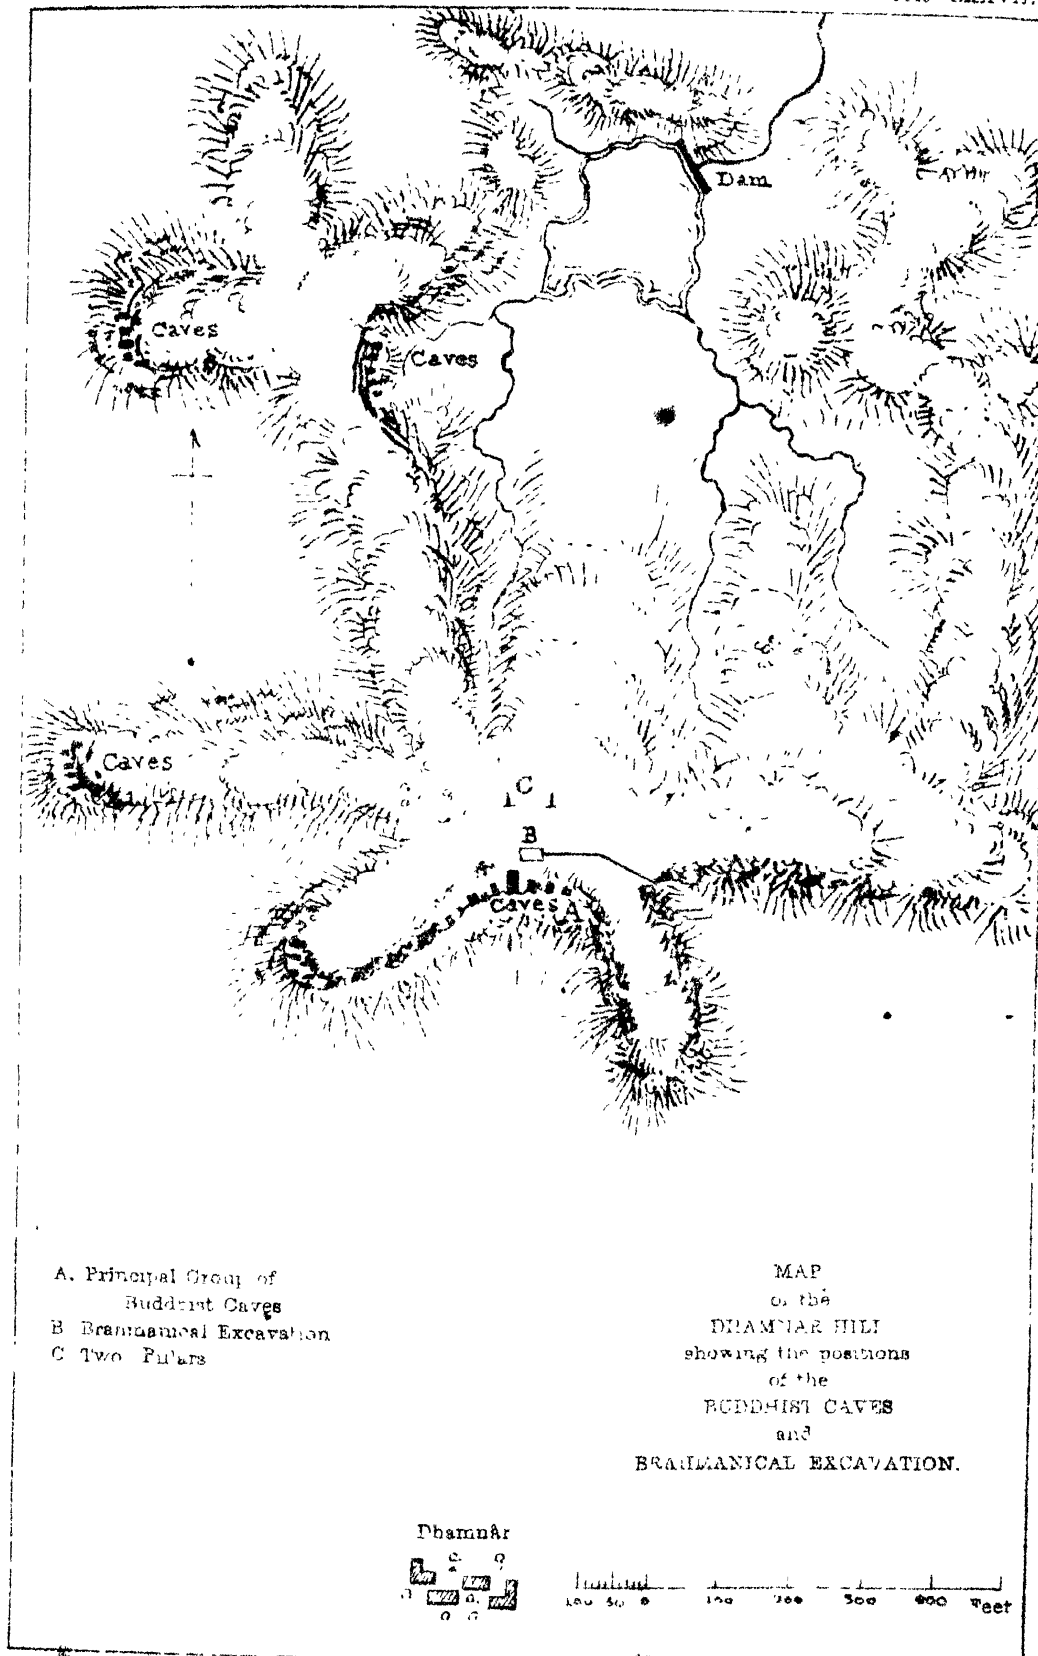 Dam
Caves
Caves
Caves
C
B
Caves A
A. Principal Group of
Buddhist Caves
B Brahmanical Excavation
C Two Pillars
MAP
of the
DHAMNAR HILL
showing the positions
of the
BUDDHIST CAVES
and
BRAHMANICAL EXCAVATION.
Dhamnâr
100 50 0 100 200 300 400 Feet